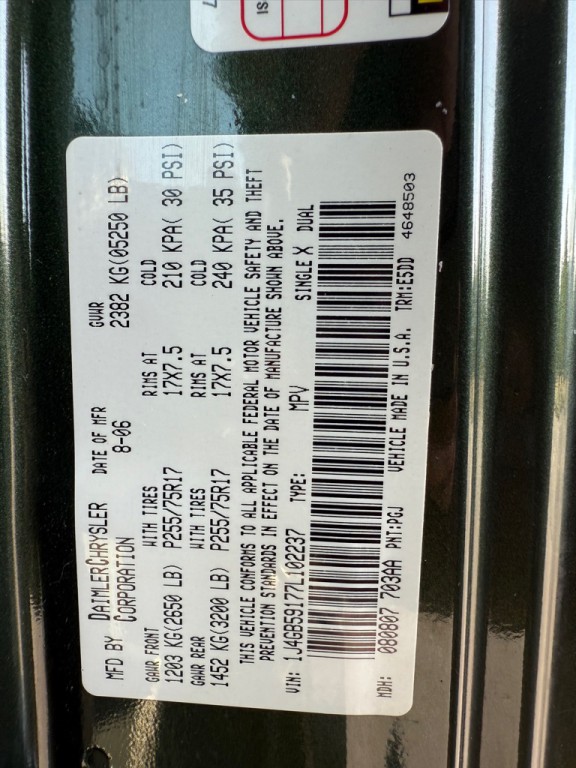 IS
MFD BY DAIMLERCHRYSLER CORPORATION DATE OF MFR 8-06 GVWR 2382 KG(05250 LB)
GAWR FRONT WITH TIRES RIMS AT COLD
1203 KG(2650 LB) P255/75R17 17X7.5 210 KPA( 30 PSI)
GAWR REAR WITH TIRES RIMS AT COLD
1452 KG(3200 LB) P255/75R17 17X7.5 240 KPA( 35 PSI)
THIS VEHICLE CONFORMS TO ALL APPLICABLE FEDERAL MOTOR VEHICLE SAFETY AND THEFT
PREVENTION STANDARDS IN EFFECT ON THE DATE OF MANUFACTURE SHOWN ABOVE.
VIN: 1J4GB59177L102237 TYPE: MPV SINGLE X DUAL
MDH: 080807 703AA PNT:PGJ VEHICLE MADE IN U.S.A. TRM:E5DD 4648503